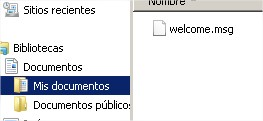 Sitios recientes
Bibliotecas
Documentos
Mis documentos
Documentos públicos
Nombre
welcome.msg